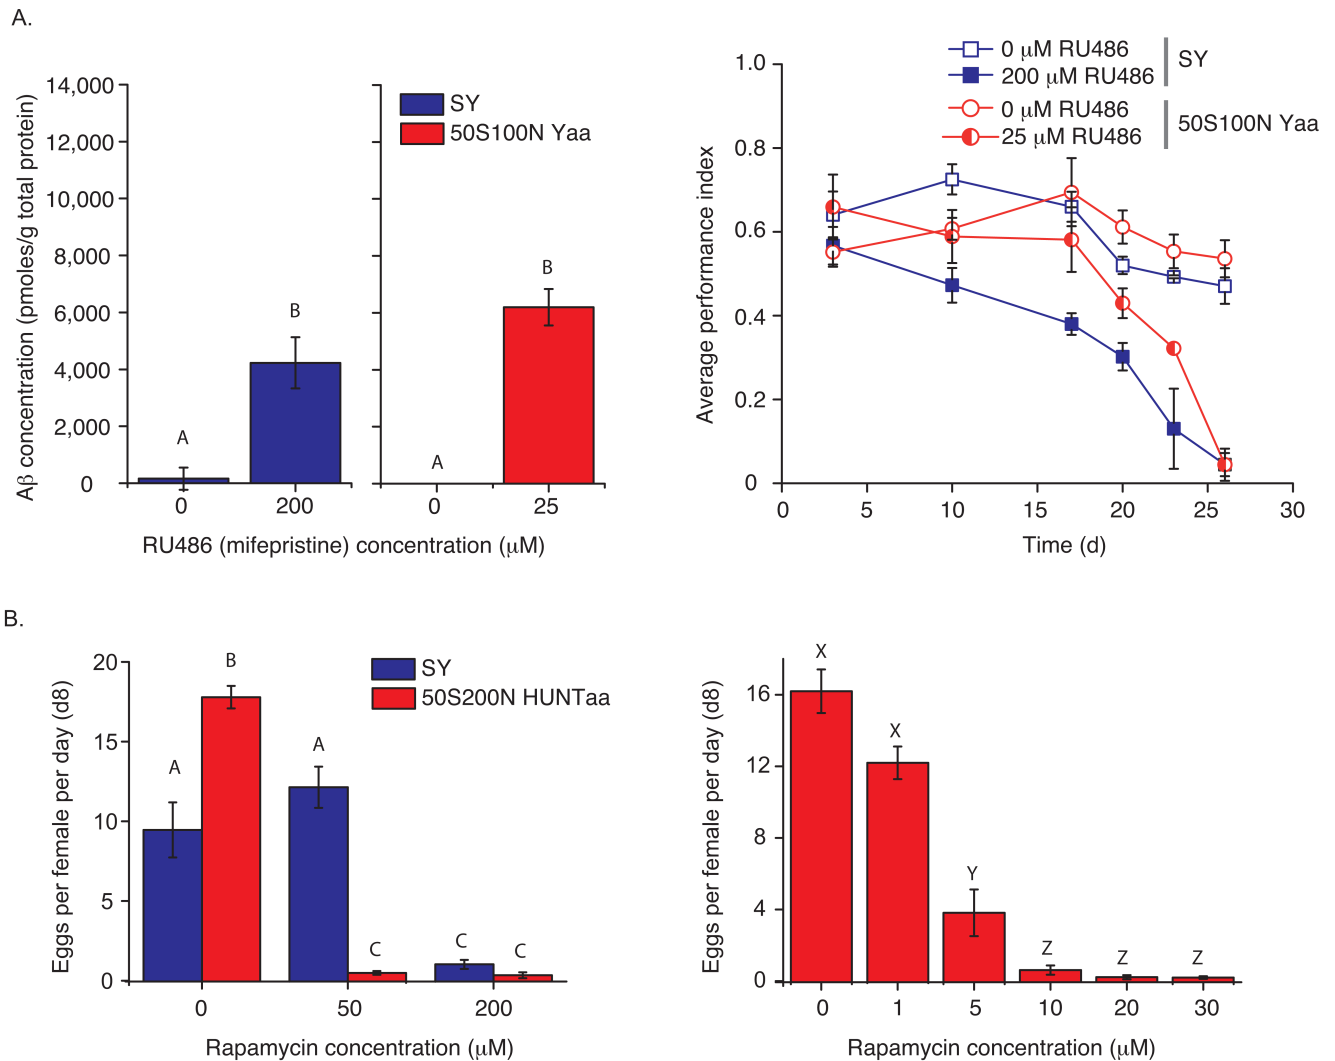 A.
14,000
12,000
10,000
8,000
6,000
4,000
2,000
0
Aβ concentration (pmoles/g total protein)
A
B
0
200
SY
50S100N Yaa
A
B
0
25
RU486 (mifepristine) concentration (μM)
0 μM RU486
200 μM RU486
SY
0 μM RU486
25 μM RU486
50S100N Yaa
1.0
0.8
0.6
0.4
0.2
0
Average performance index
0 5 10 15 20 25 30
Time (d)
B.
20
15
10
5
0
Eggs per female per day (d8)
SY
50S200N HUNTaa
A
B
A
C
C
C
0 50 200
Rapamycin concentration (μM)
16
12
8
4
0
Eggs per female per day (d8)
X
X
Y
Z
Z
Z
0 1 5 10 20 30
Rapamycin concentration (μM)